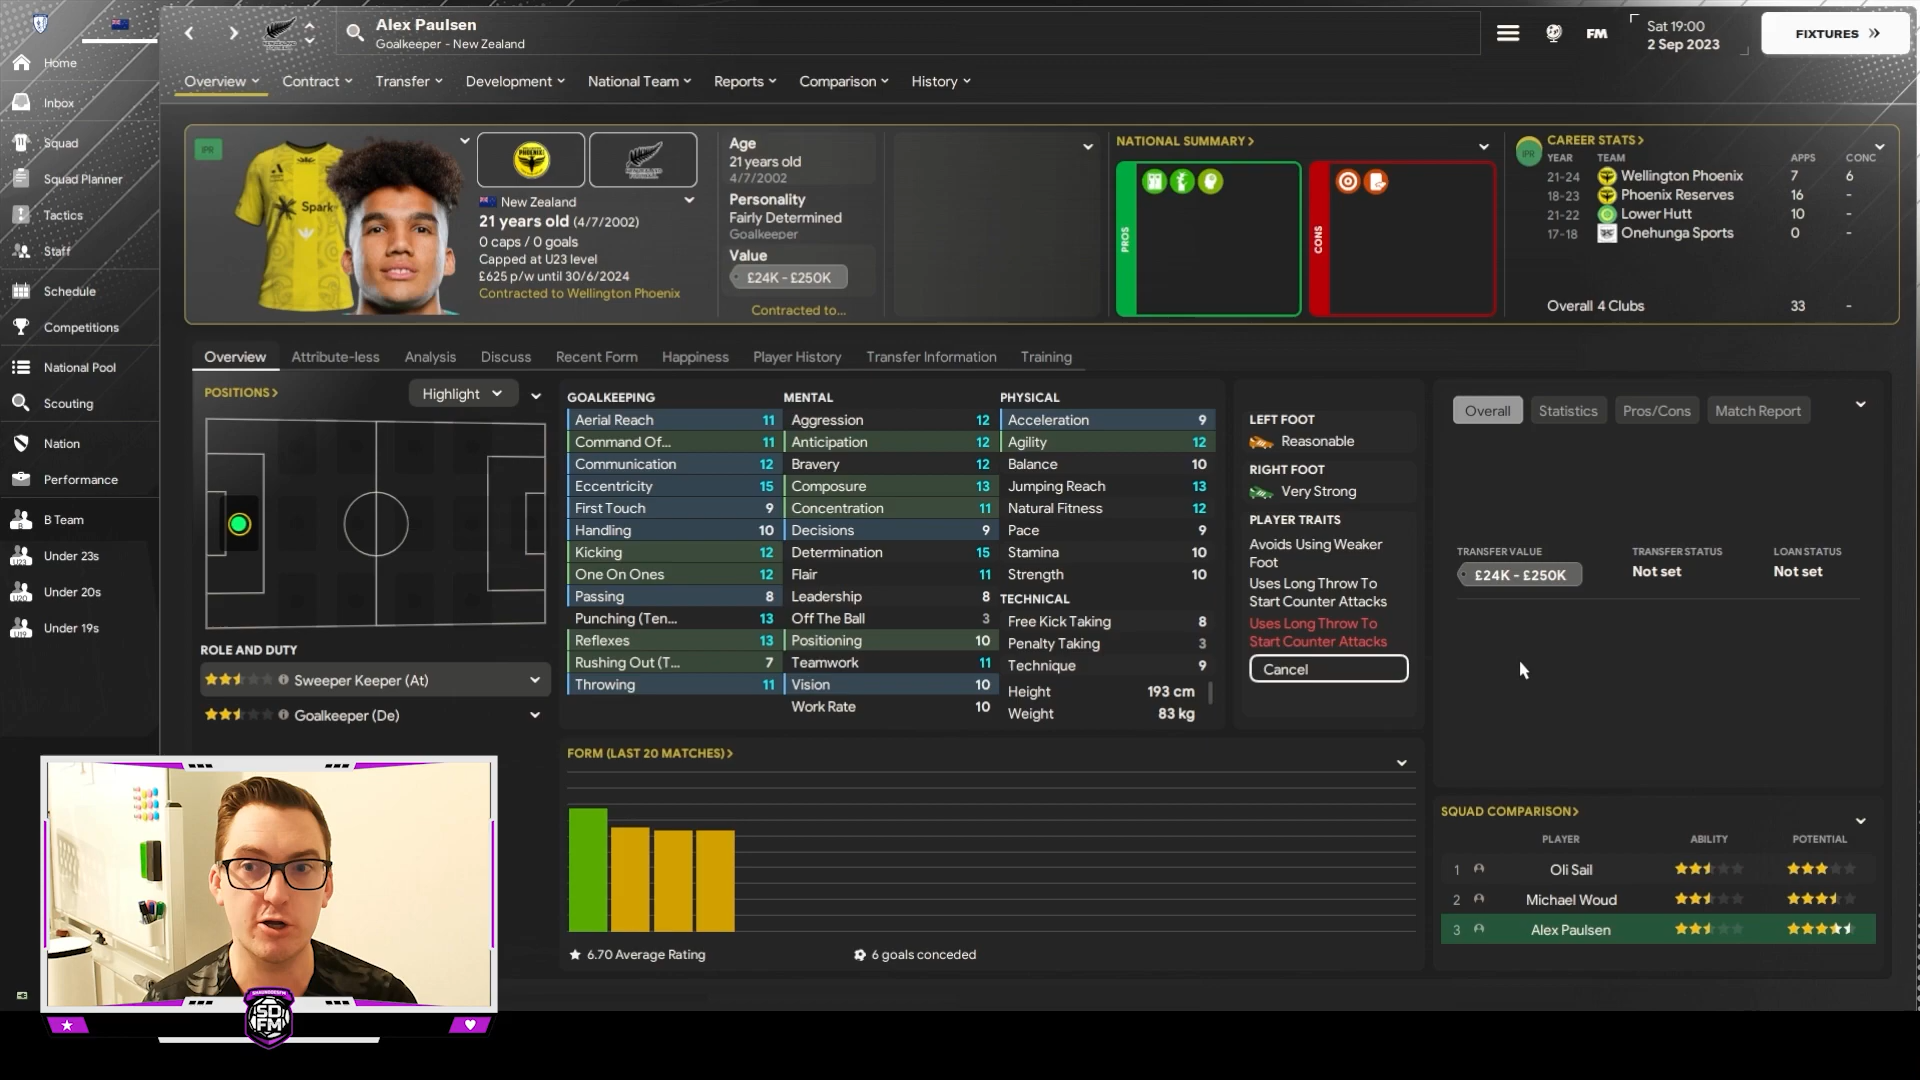 Alex Paulsen
Goalkeeper - New Zealand
FM
Sat 19:00
2 Sep 2023
FIXTURES
Home
Inbox
Squad
Squad Planner
Tactics
Staff
Schedule
Competitions
National Pool
Scouting
Nation
Performance
B Team
Under 23s
Under 20s
Under 19s
Overview
Contract
Transfer
Development
National Team
Reports
Comparison
History
IPR
Spark
PHOENIX
New Zealand
21 years old (4/7/2002)
0 caps / 0 goals
Capped at U23 level
£625 p/w until 30/6/2024
Contracted to Wellington Phoenix
Age
21 years old
4/7/2002
Personality
Fairly Determined
Goalkeeper
Value
£24K - £250K
Contracted to...
NATIONAL SUMMARY
PROS
CONS
IPR
CAREER STATS
YEAR TEAM APPS CONC
21-24 Wellington Phoenix 7 6
18-23 Phoenix Reserves 16 -
21-22 Lower Hutt 10 -
17-18 Onehunga Sports 0 -
Overall 4 Clubs 33 -
Overview Attribute-less Analysis Discuss Recent Form Happiness Player History Transfer Information Training
POSITIONS
Highlight
ROLE AND DUTY
Sweeper Keeper (At)
Goalkeeper (De)
GOALKEEPING
Aerial Reach 11
Command Of... 11
Communication 12
Eccentricity 15
First Touch 9
Handling 10
Kicking 12
One On Ones 12
Passing 8
Punching (Ten... 13
Reflexes 13
Rushing Out (T... 7
Throwing 11
MENTAL
Aggression 12
Anticipation 12
Bravery 12
Composure 13
Concentration 11
Decisions 9
Determination 15
Flair 11
Leadership 8
Off The Ball 3
Positioning 10
Teamwork 11
Vision 10
Work Rate 10
PHYSICAL
Acceleration 9
Agility 12
Balance 10
Jumping Reach 13
Natural Fitness 12
Pace 9
Stamina 10
Strength 10
TECHNICAL
Free Kick Taking 8
Penalty Taking 3
Technique 9
Height 193 cm
Weight 83 kg
LEFT FOOT
Reasonable
RIGHT FOOT
Very Strong
PLAYER TRAITS
Avoids Using Weaker
Foot
Uses Long Throw To
Start Counter Attacks
Uses Long Throw To
Start Counter Attacks
Cancel
Overall Statistics Pros/Cons Match Report
TRANSFER VALUE
£24K - £250K
TRANSFER STATUS
Not set
LOAN STATUS
Not set
FORM (LAST 20 MATCHES)
6.70 Average Rating
6 goals conceded
SQUAD COMPARISON
PLAYER ABILITY POTENTIAL
1 Oli Sail
2 Michael Woud
3 Alex Paulsen
SD
FM